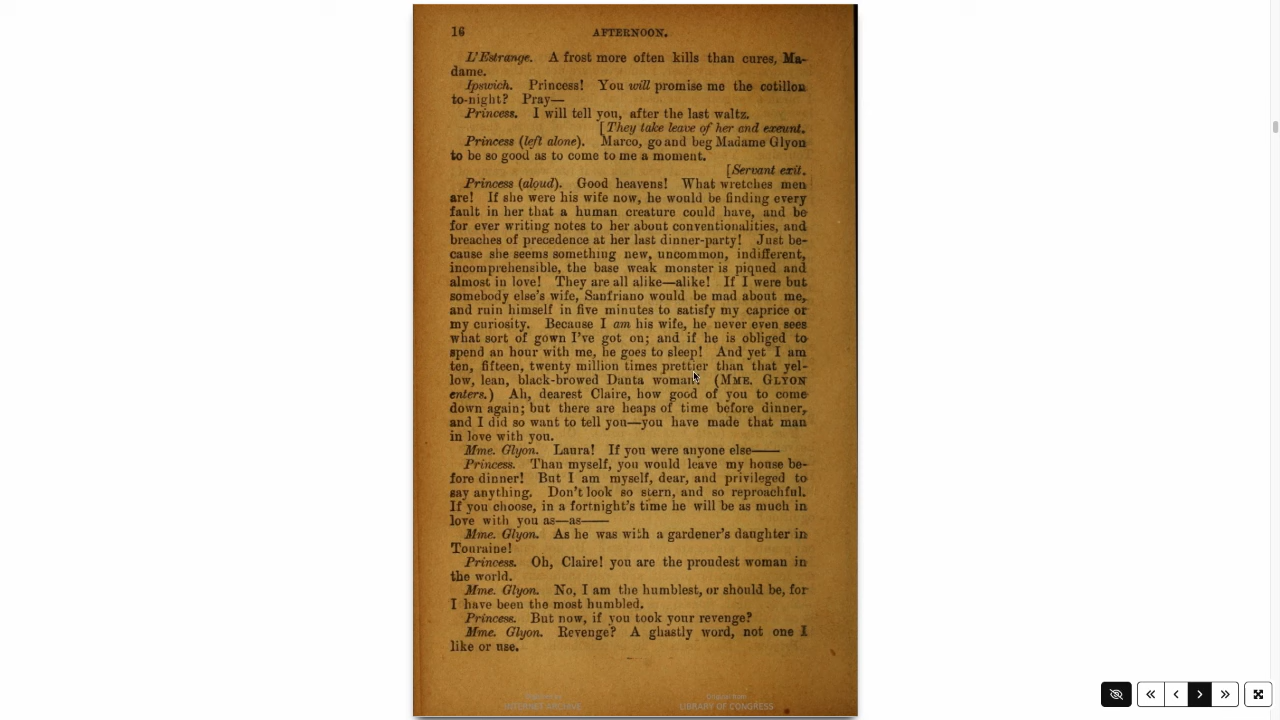 16 AFTERNOON.
L'Estrange. A frost more often kills than cures, Ma-
dame.
Ipswich. Princess! You will promise me the cotillon
to-night? Pray—
Princess. I will tell you, after the last waltz.
[They take leave of her and exeunt.
Princess (left alone). Marco, go and beg Madame Glyon
to be so good as to come to me a moment.
[Servant exit.
Princess (aloud). Good heavens! What wretches men
are! If she were his wife now, he would be finding every
fault in her that a human creature could have, and be
for ever writing notes to her about conventionalities, and
breaches of precedence at her last dinner-party! Just be-
cause she seems something new, uncommon, indifferent,
incomprehensible, the base weak monster is piqued and
almost in love! They are all alike—alike! If I were but
somebody else's wife, Sanfriano would be mad about me,
and ruin himself in five minutes to satisfy my caprice or
my curiosity. Because I am his wife, he never even sees
what sort of gown I've got on; and if he is obliged to
spend an hour with me, he goes to sleep! And yet I am
ten, fifteen, twenty million times prettier than that yel-
low, lean, black-browed Danta woman. (MME. GLYON
enters.) Ah, dearest Claire, how good of you to come
down again; but there are heaps of time before dinner,
and I did so want to tell you—you have made that man
in love with you.
Mme. Glyon. Laura! If you were anyone else——
Princess. Than myself, you would leave my house be-
fore dinner! But I am myself, dear, and privileged to
say anything. Don't look so stern, and so reproachful.
If you choose, in a fortnight's time he will be as much in
love with you as—as——
Mme. Glyon. As he was with a gardener's daughter in
Touraine!
Princess. Oh, Claire! you are the proudest woman in
the world.
Mme. Glyon. No, I am the humblest, or should be, for
I have been the most humbled.
Princess. But now, if you took your revenge?
Mme. Glyon. Revenge? A ghastly word, not one I
like or use.
INTERNET ARCHIVE
Original from
LIBRARY OF CONGRESS